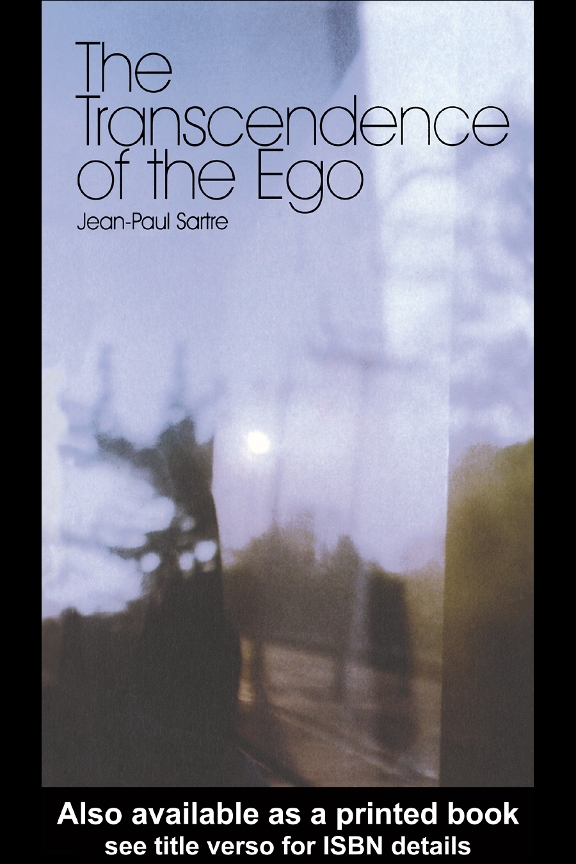 The
Transcendence
of the Ego
Jean-Paul Sartre
Also available as a printed book
see title verso for ISBN details